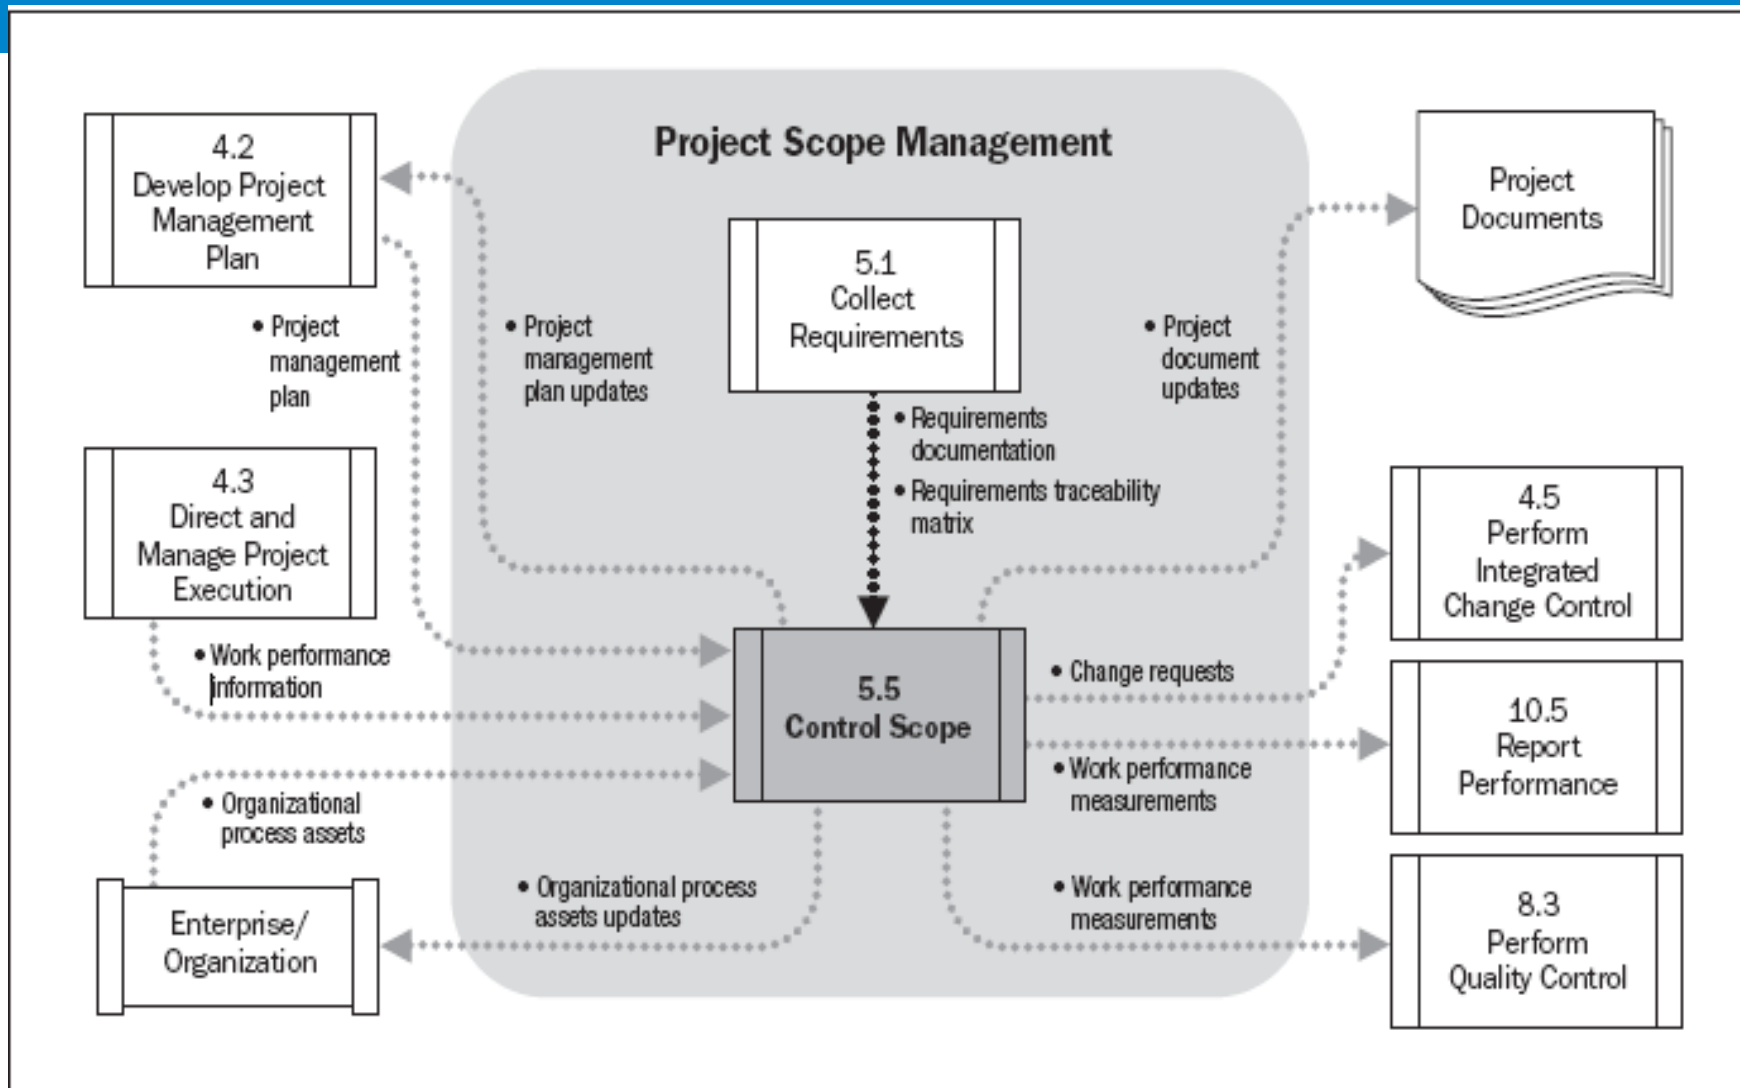 Project Scope Management
4.2
Develop Project
Management
Plan
• Project
management
plan
• Project
management
plan updates
5.1
Collect
Requirements
• Requirements
documentation
• Requirements traceability
matrix
• Project
document
updates
Project
Documents
4.3
Direct and
Manage Project
Execution
• Work performance
information
4.5
Perform
Integrated
Change Control
5.5
Control Scope
• Change requests
• Work performance
measurements
10.5
Report
Performance
• Organizational
process assets
Enterprise/
Organization
• Organizational process
assets updates
• Work performance
measurements
8.3
Perform
Quality Control